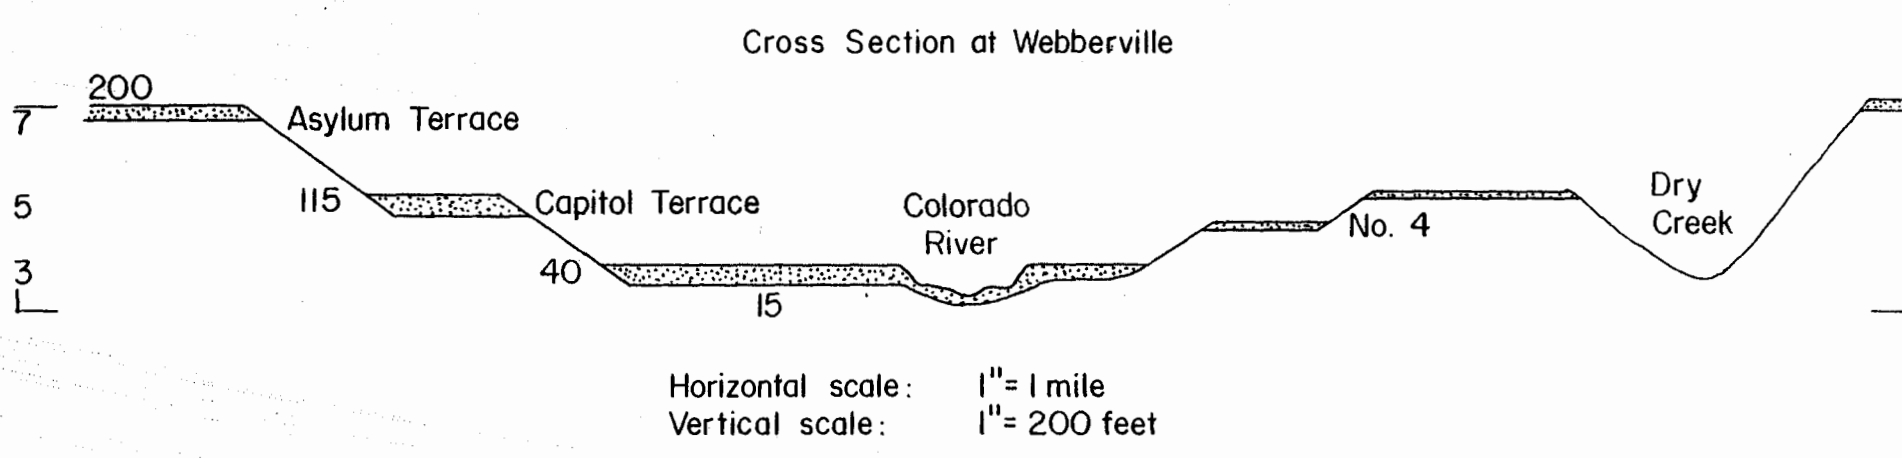 Cross Section at Webberville
200
7
Asylum Terrace
115
5
Capitol Terrace
Colorado
River
Dry
Creek
No. 4
3
40
15
Horizontal scale: 1"= 1 mile
Vertical scale: 1"= 200 feet